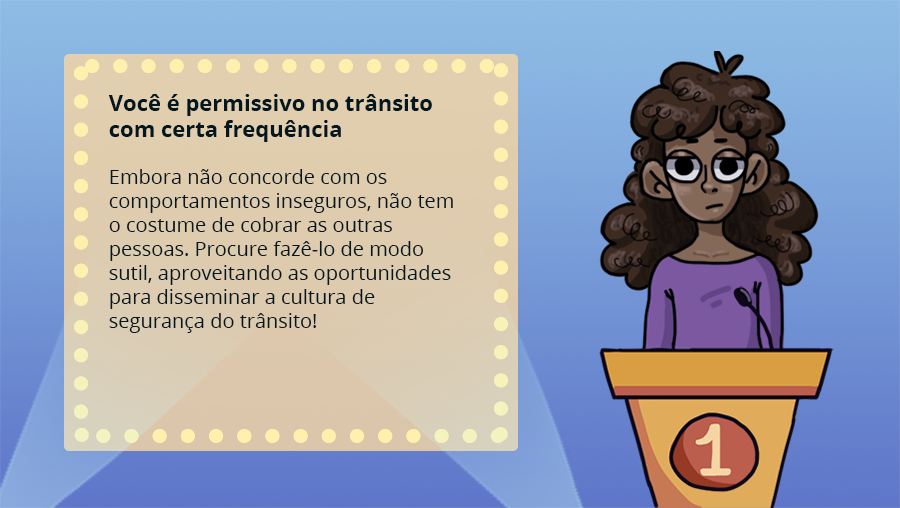 Você é permissivo no trânsito
com certa frequência
Embora não concorde com os
comportamentos inseguros, não tem
o costume de cobrar as outras
pessoas. Procure fazê-lo de modo
sutil, aproveitando as oportunidades
para disseminar a cultura de
segurança do trânsito!
1